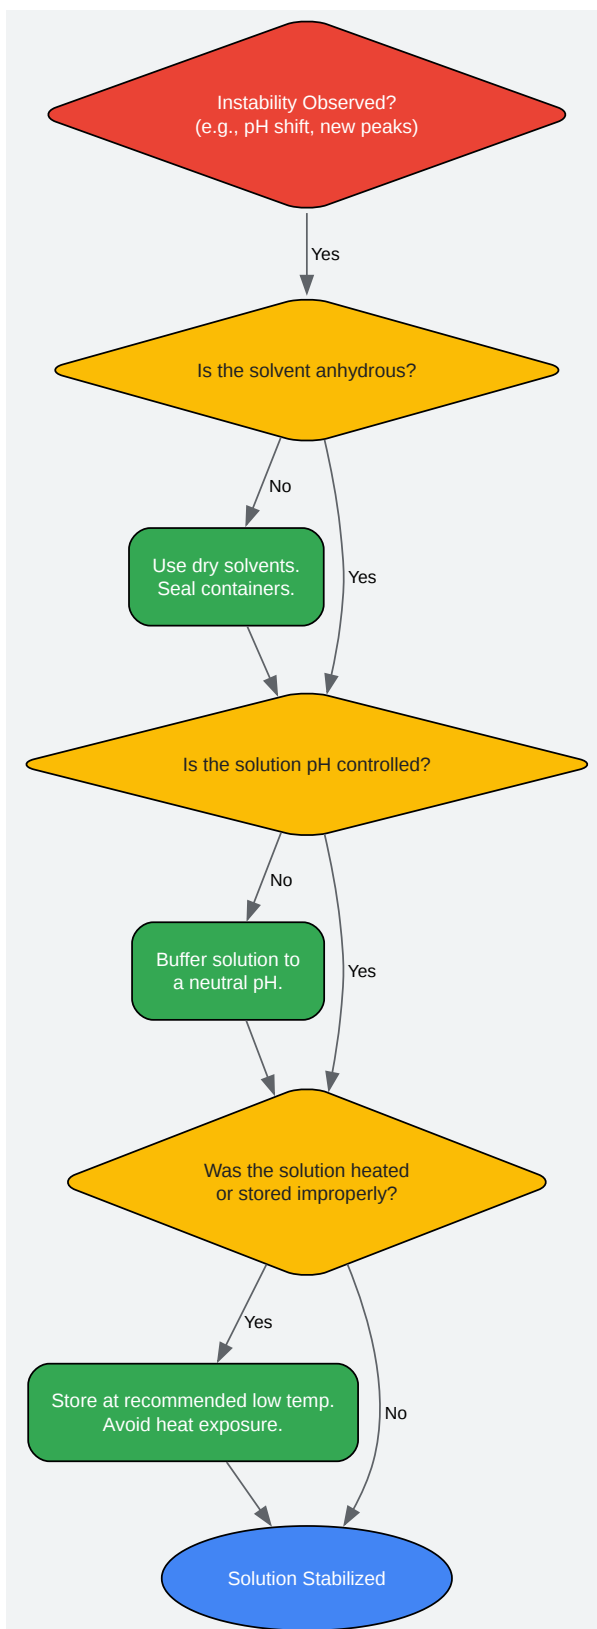 Instability Observed?
(e.g., pH shift, new peaks)
Yes
Is the solvent anhydrous?
No
Use dry solvents.
Seal containers.
Yes
Is the solution pH controlled?
No
Buffer solution to
a neutral pH.
Yes
Was the solution heated
or stored improperly?
Yes
Store at recommended low temp.
Avoid heat exposure.
No
Solution Stabilized